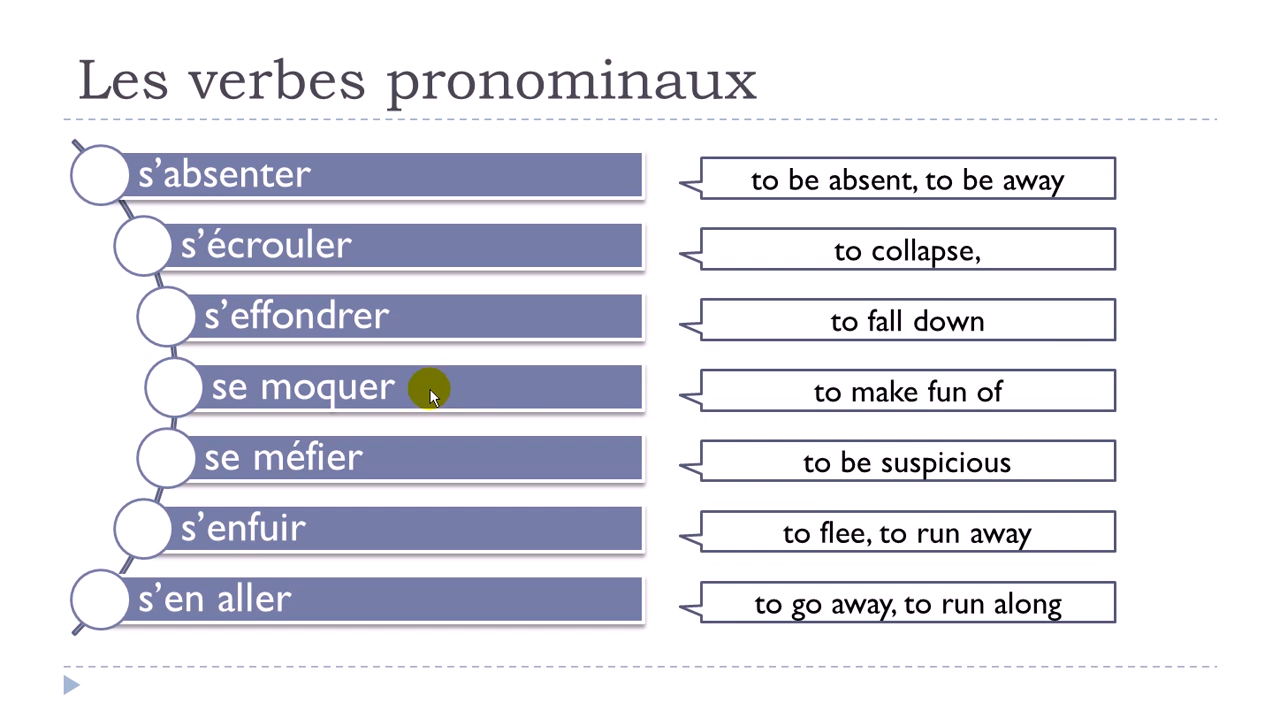 Les verbes pronominaux
s’absenter
to be absent, to be away
s’écrouler
to collapse,
s’effondrer
to fall down
se moquer
to make fun of
se méfier
to be suspicious
s’enfuir
to flee, to run away
s’en aller
to go away, to run along